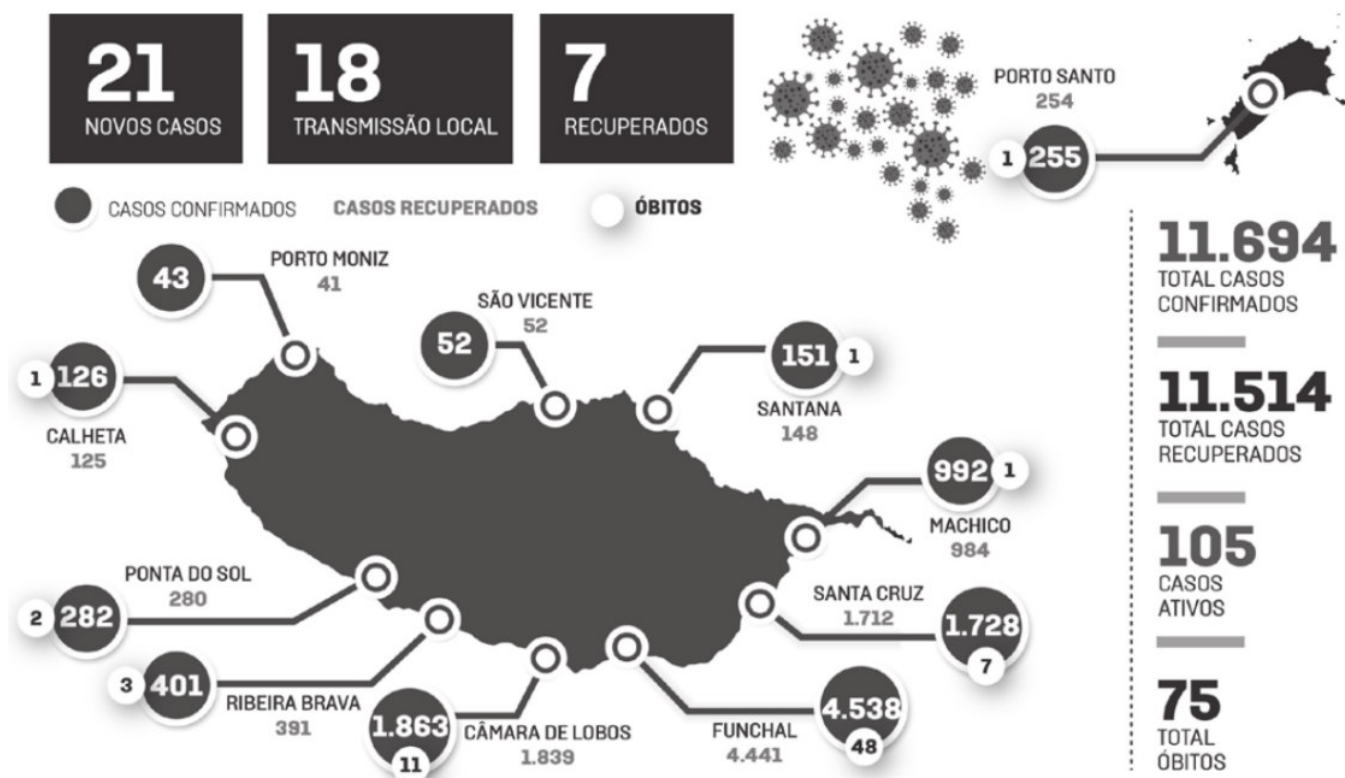 21
NOVOS CASOS
18
TRANSMISSÃO LOCAL
7
RECUPERADOS
PORTO SANTO
254
1
255
CASOS CONFIRMADOS
CASOS RECUPERADOS
ÓBITOS
43
PORTO MONIZ
41
SÃO VICENTE
52
52
151
1
SANTANA
148
1
126
CALHETA
125
992
1
MACHICO
984
PONTA DO SOL
280
2
282
SANTA CRUZ
1.712
1.728
7
3
401
RIBEIRA BRAVA
391
1.863
11
CÂMARA DE LOBOS
1.839
FUNCHAL
4.441
4.538
48
11.694
TOTAL CASOS
CONFIRMADOS
11.514
TOTAL CASOS
RECUPERADOS
105
CASOS
ATIVOS
75
TOTAL
ÓBITOS